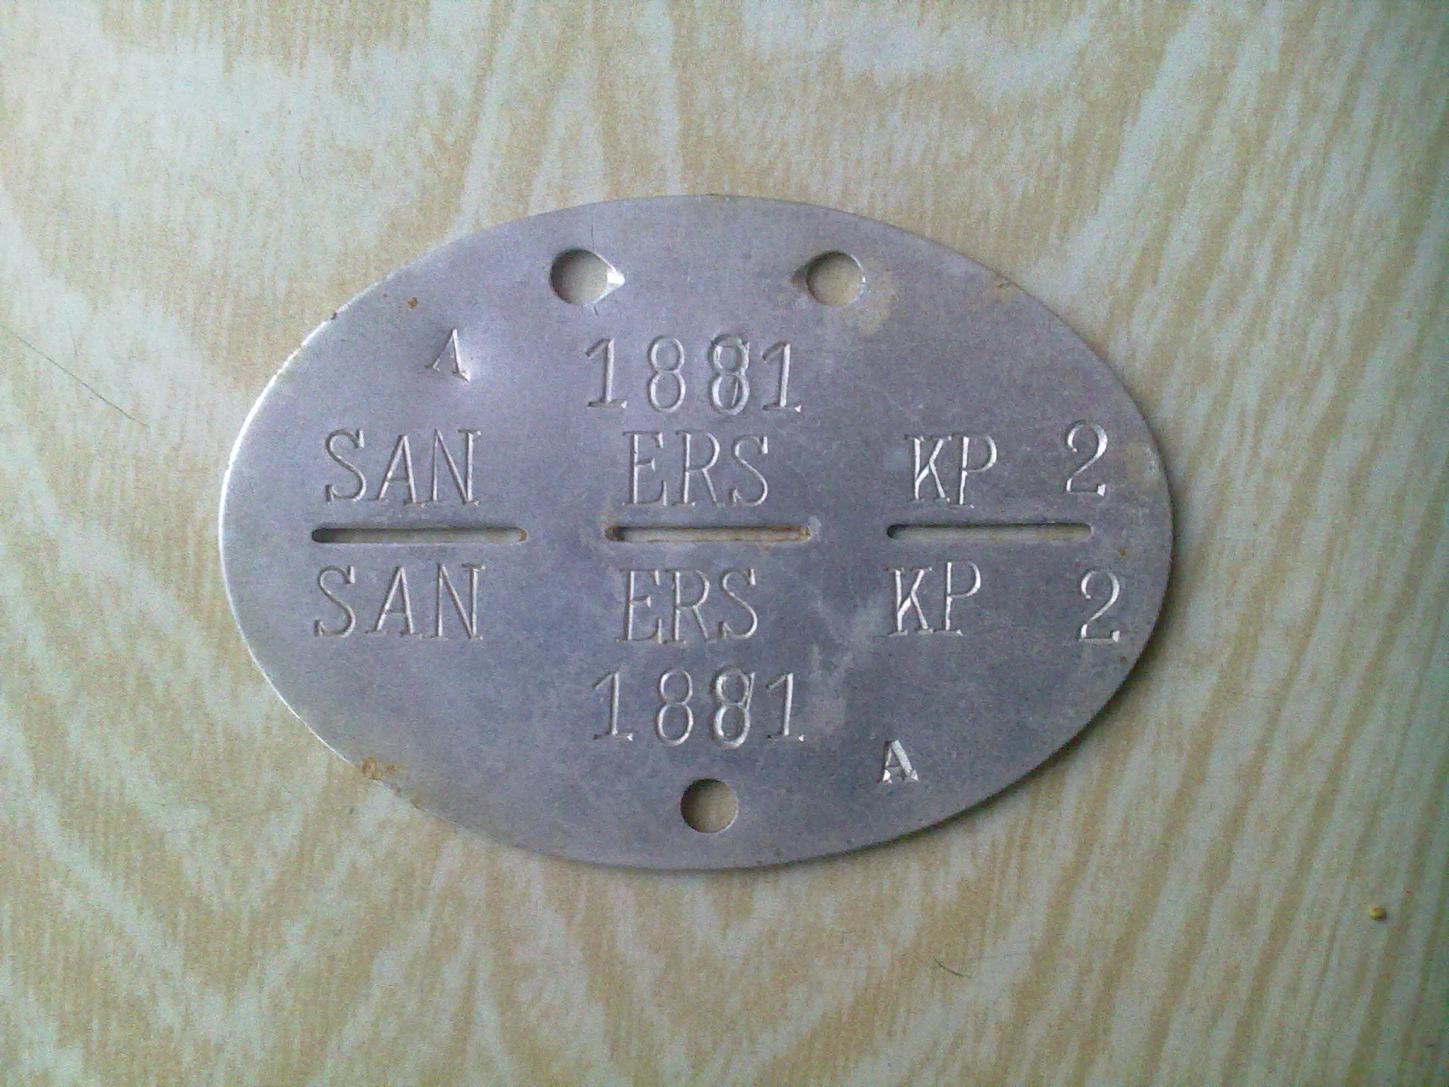 A 1881
SAN ERS KP 2
SAN ERS KP 2
1881
A